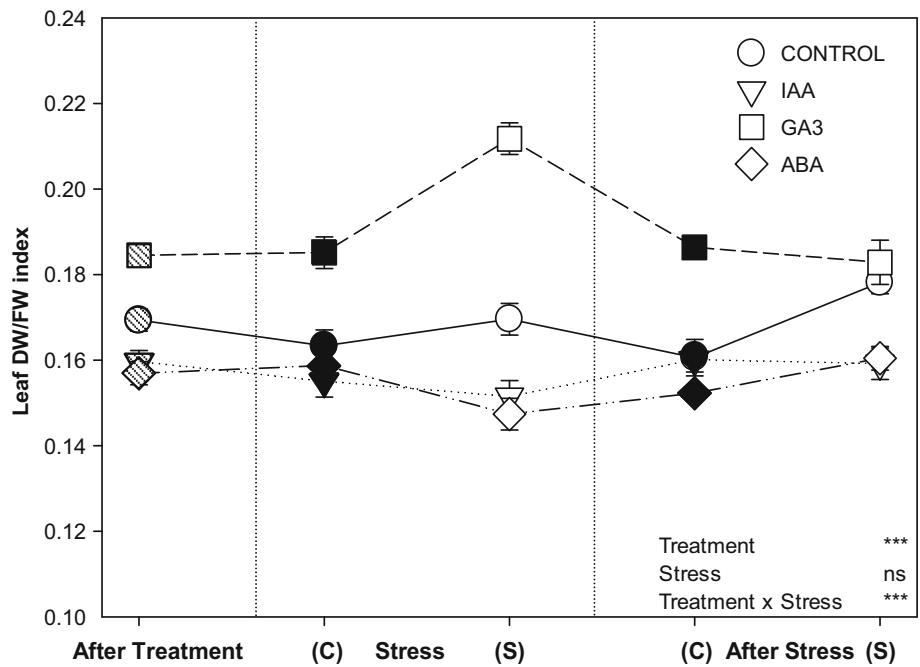 0.24
0.22
0.20
0.18
0.16
0.14
0.12
0.10
Leaf DW/FW index
CONTROL
IAA
GA3
ABA
Treatment ***
Stress ns
Treatment x Stress ***
After Treatment (C) Stress (S) (C) After Stress (S)